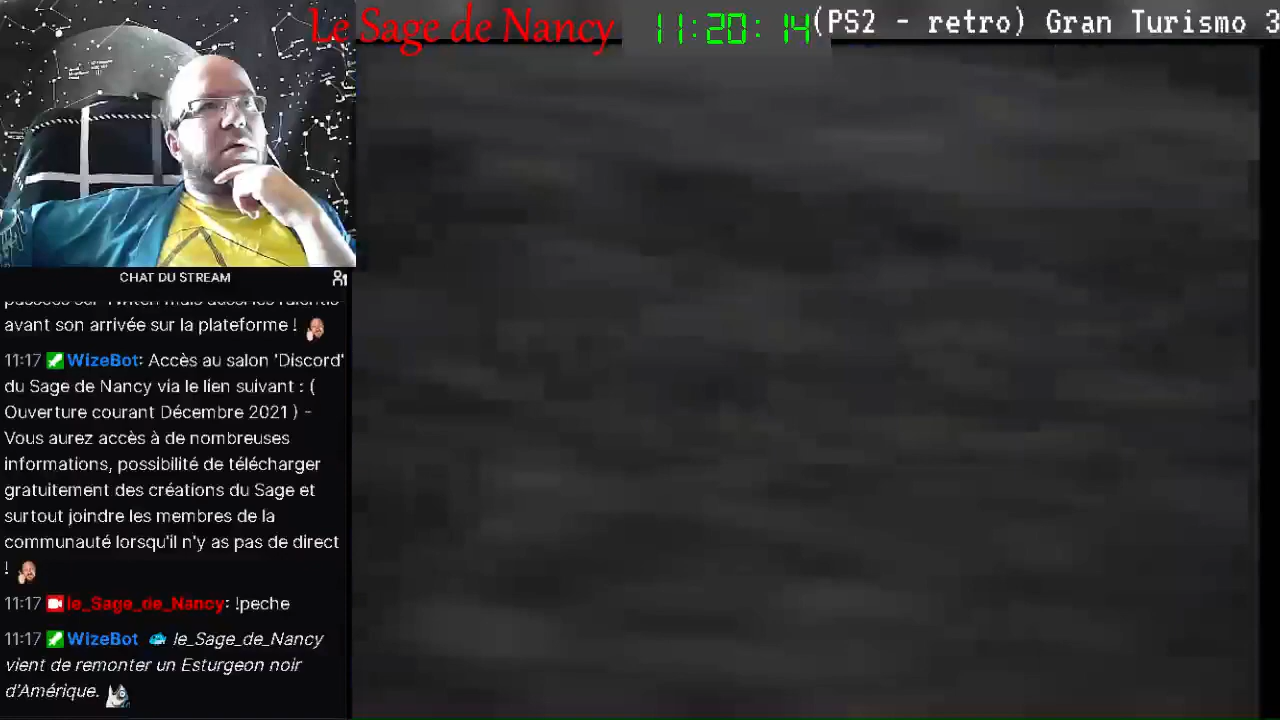 Le Sage de Nancy
11:20:14
(PS2 - retro) Gran Turismo 3
CHAT DU STREAM
avant son arrivée sur la plateforme !
11:17 WizeBot: Accès au salon 'Discord'
du Sage de Nancy via le lien suivant : (
Ouverture courant Décembre 2021 ) -
Vous aurez accès à de nombreuses
informations, possibilité de télécharger
gratuitement des créations du Sage et
surtout joindre les membres de la
communauté lorsqu'il n'y as pas de direct
!
11:17 le_Sage_de_Nancy: !peche
11:17 WizeBot le_Sage_de_Nancy
vient de remonter un Esturgeon noir
d'Amérique.